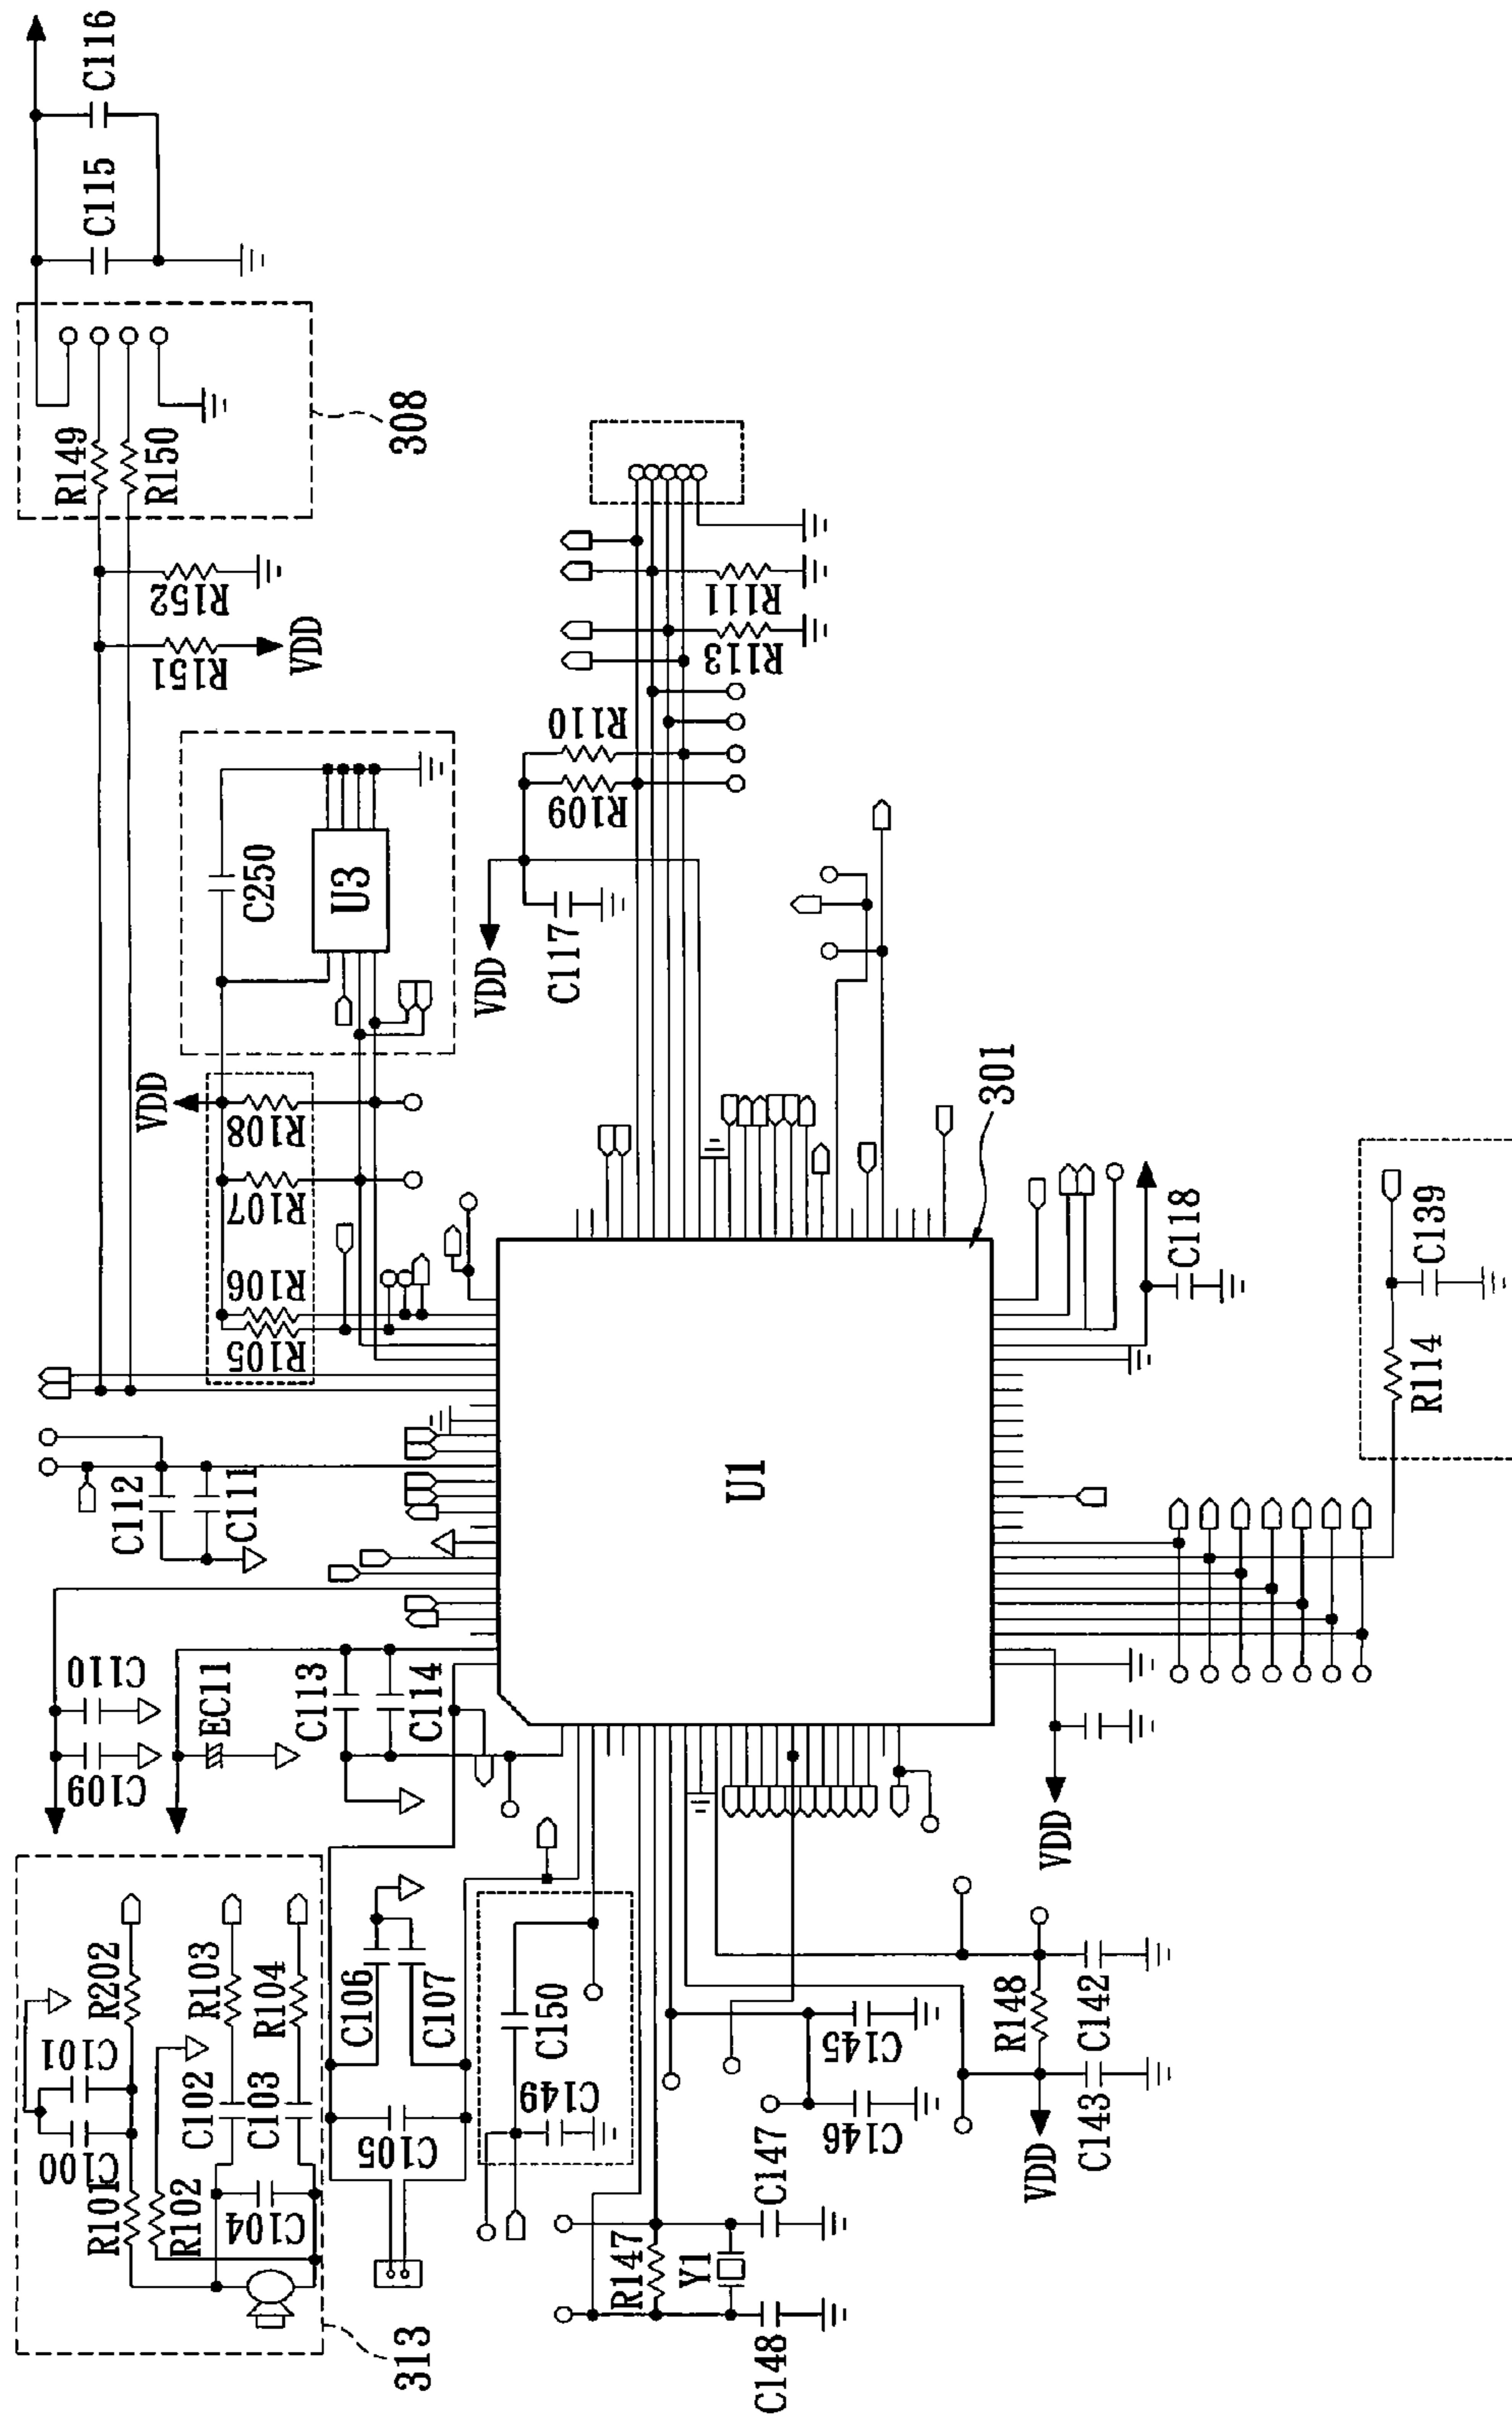 C116
C115
R149
R150
308
R152
R151
VDD
C250
U3
VDD
R108
R107
R106
R105
R111
R113
R110
R109
VDD
C117
C112
C111
C110
C109
EC11
C113
C114
U1
301
C118
C139
R114
VDD
R202
R103
R104
C101
C100
C102
C103
R101
R102
C104
313
C106
C107
C105
C150
C149
C145
C146
R148
C142
C143
VDD
R147
Y1
C147
C148